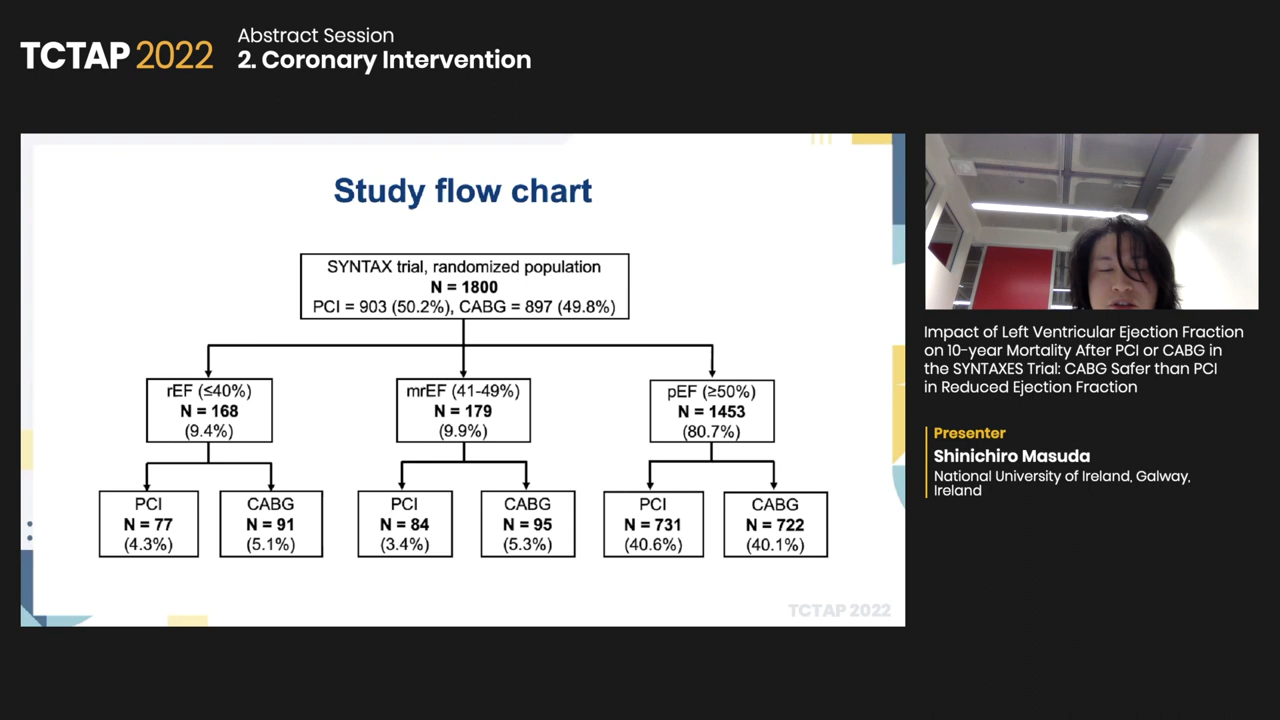 TCTAP 2022
Abstract Session
2. Coronary Intervention
Study flow chart
SYNTAX trial, randomized population
N = 1800
PCI = 903 (50.2%), CABG = 897 (49.8%)
rEF (≤40%)
N = 168
(9.4%)
mrEF (41-49%)
N = 179
(9.9%)
pEF (≥50%)
N = 1453
(80.7%)
PCI
N = 77
(4.3%)
CABG
N = 91
(5.1%)
PCI
N = 84
(3.4%)
CABG
N = 95
(5.3%)
PCI
N = 731
(40.6%)
CABG
N = 722
(40.1%)
TCTAP 2022
Impact of Left Ventricular Ejection Fraction
on 10-year Mortality After PCI or CABG in
the SYNTAXES Trial: CABG Safer than PCI
in Reduced Ejection Fraction
Presenter
Shinichiro Masuda
National University of Ireland, Galway,
Ireland